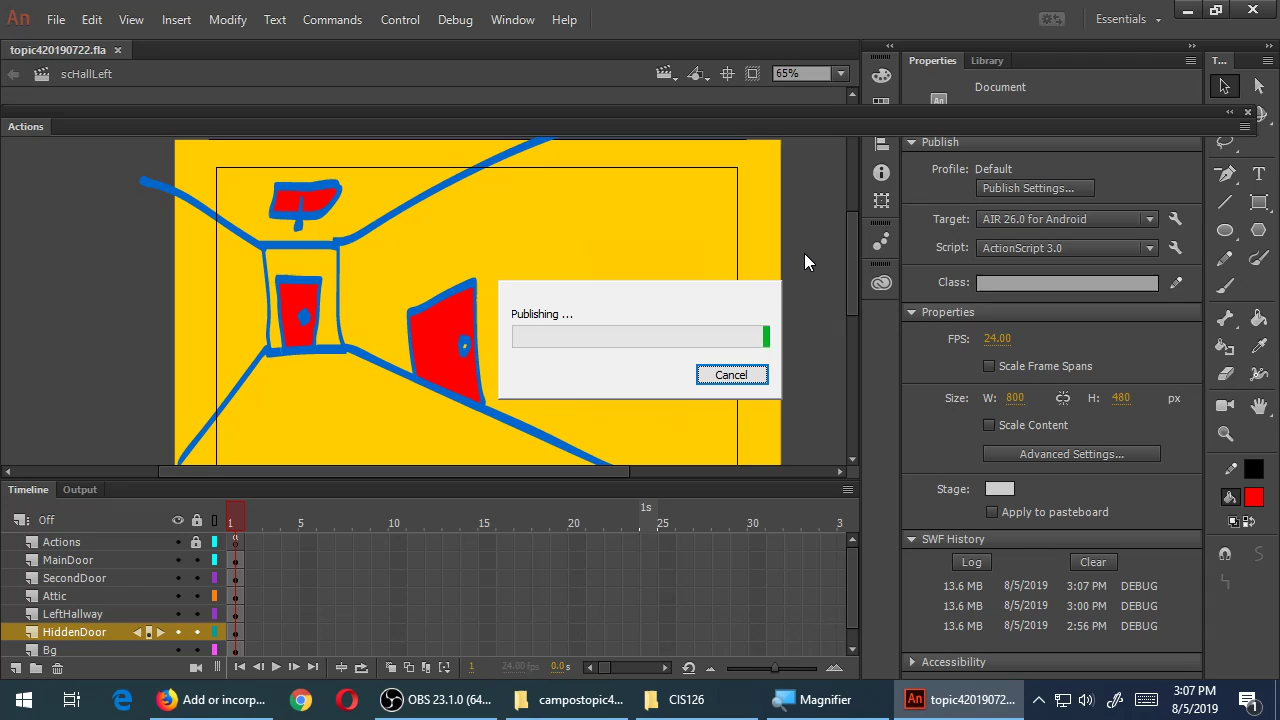 An File Edit View Insert Modify Text Commands Control Debug Window Help Essentials
topic420190722.fla ×
scHallLeft 65%
Properties Library T...
Document
An
Actions
Publish
Profile: Default
Publish Settings...
Target: AIR 26.0 for Android
Script: ActionScript 3.0
Class:
Properties
FPS: 24.00
Scale Frame Spans
Size: W: 800 H: 480 px
Scale Content
Advanced Settings...
Stage:
Apply to pasteboard
SWF History
Log Clear
13.6 MB 8/5/2019 3:07 PM DEBUG
13.6 MB 8/5/2019 3:00 PM DEBUG
13.6 MB 8/5/2019 2:56 PM DEBUG
Accessibility
Publishing ...
Cancel
Timeline Output
1s
Off 1 5 10 15 20 25 30 3
Actions
MainDoor
SecondDoor
Attic
LeftHallway
HiddenDoor
Bg
1 24.00 fps 0.0 s
Add or incorp... OBS 23.1.0 (64... campostopic4... CIS126 Magnifier An topic42019072... 3:07 PM
8/5/2019 1